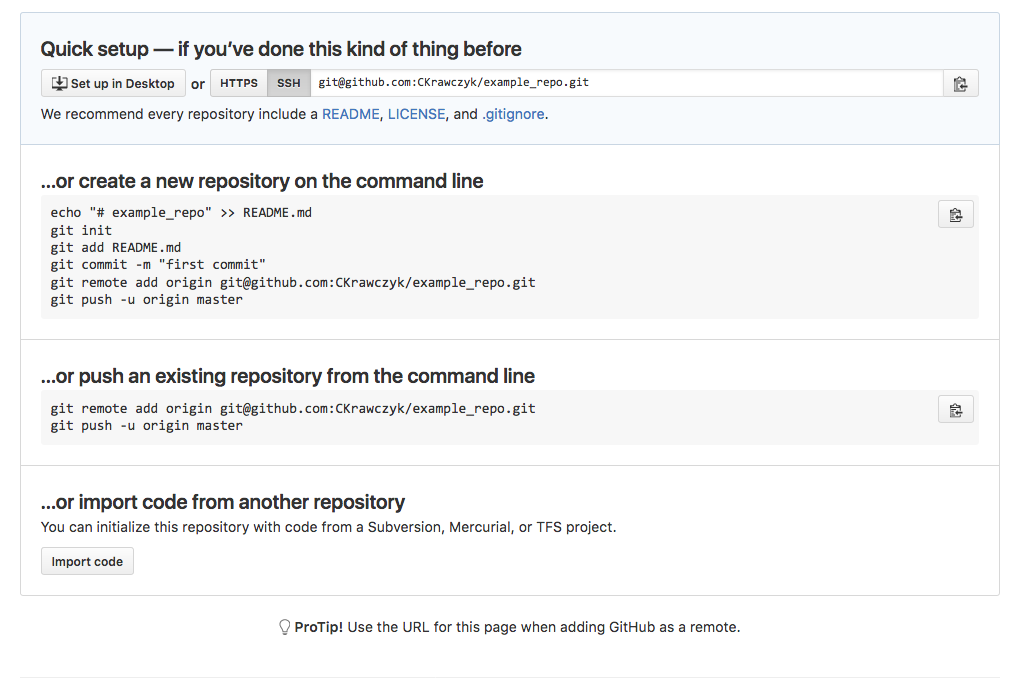 Quick setup — if you’ve done this kind of thing before
Set up in Desktop or HTTPS SSH git@github.com:CKrawczyk/example_repo.git
We recommend every repository include a README, LICENSE, and .gitignore.
…or create a new repository on the command line
echo "# example_repo" >> README.md
git init
git add README.md
git commit -m "first commit"
git remote add origin git@github.com:CKrawczyk/example_repo.git
git push -u origin master
…or push an existing repository from the command line
git remote add origin git@github.com:CKrawczyk/example_repo.git
git push -u origin master
…or import code from another repository
You can initialize this repository with code from a Subversion, Mercurial, or TFS project.
Import code
ProTip! Use the URL for this page when adding GitHub as a remote.